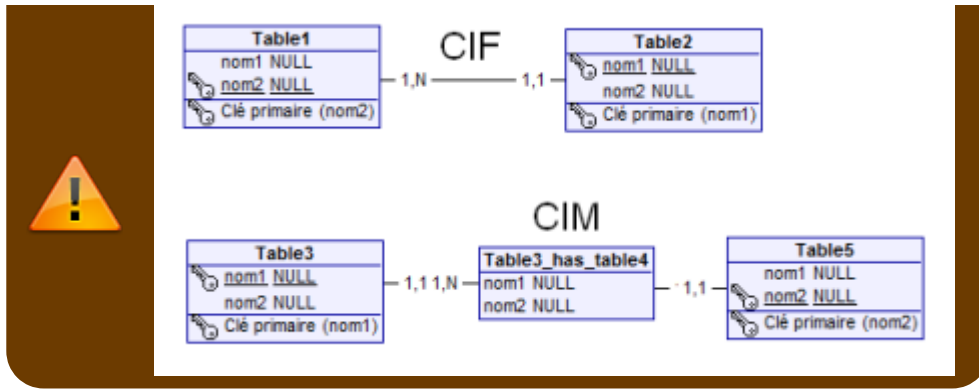 CIF
Table1
nom1 NULL
nom2 NULL
Clé primaire (nom2)
1,N
1,1
Table2
nom1 NULL
nom2 NULL
Clé primaire (nom1)
CIM
Table3
nom1 NULL
nom2 NULL
Clé primaire (nom1)
1,1 1,N
Table3_has_table4
nom1 NULL
nom2 NULL
1,1
Table5
nom1 NULL
nom2 NULL
Clé primaire (nom2)